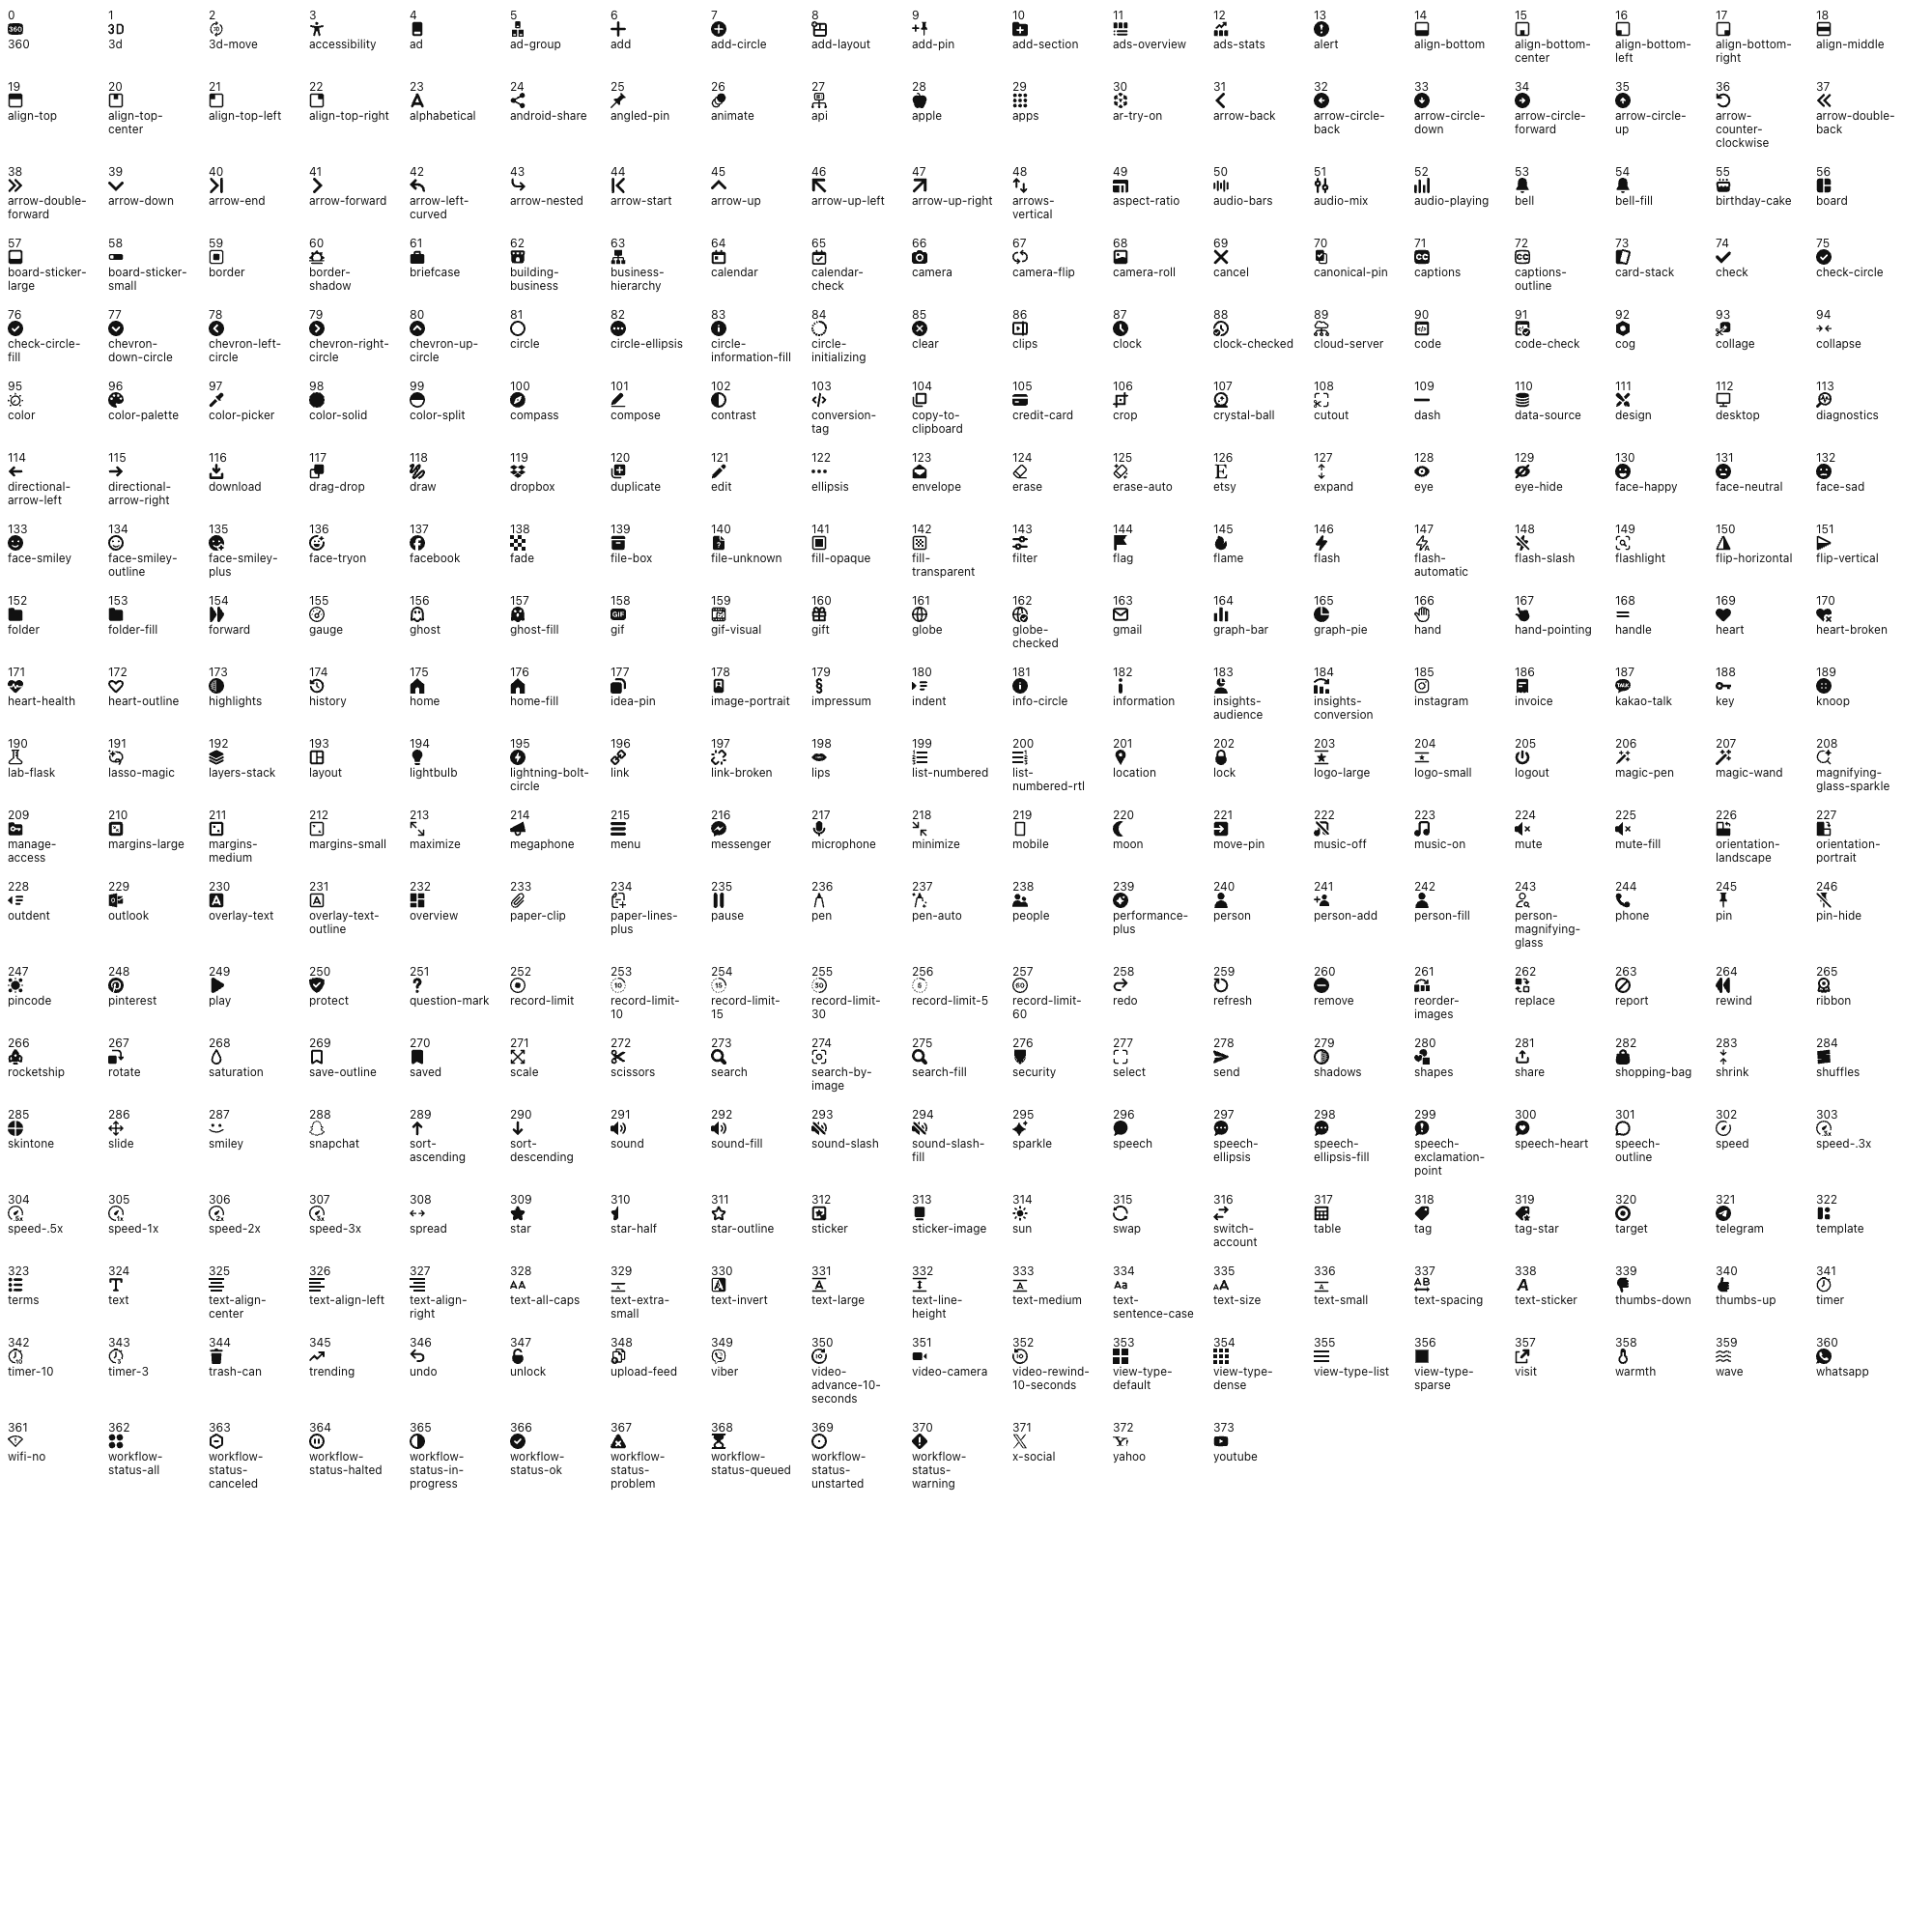 0 1 2 3 4 5 6 7 8 9 10 11 12 13 14 15 16 17 18
360 3d 3d-move accessibility ad ad-group add add-circle add-layout add-pin add-section ads-overview ads-stats alert align-bottom align-bottom- align-bottom- align-bottom- align-middle
center left right
19 20 21 22 23 24 25 26 27 28 29 30 31 32 33 34 35 36 37
align-top align-top- align-top-left align-top-right alphabetical android-share angled-pin animate api apple apps ar-try-on arrow-back arrow-circle- arrow-circle- arrow-circle- arrow-circle- arrow- arrow-double-
center back down forward up counter- back
clockwise
38 39 40 41 42 43 44 45 46 47 48 49 50 51 52 53 54 55 56
arrow-double- arrow-down arrow-end arrow-forward arrow-left- arrow-nested arrow-start arrow-up arrow-up-left arrow-up-right arrows- aspect-ratio audio-bars audio-mix audio-playing bell bell-fill birthday-cake board
forward curved vertical
57 58 59 60 61 62 63 64 65 66 67 68 69 70 71 72 73 74 75
board-sticker- board-sticker- border border- briefcase building- business- calendar calendar- camera camera-flip camera-roll cancel canonical-pin captions captions- card-stack check check-circle
large small shadow business hierarchy check outline
76 77 78 79 80 81 82 83 84 85 86 87 88 89 90 91 92 93 94
check-circle- chevron- chevron-left- chevron-right- chevron-up- circle circle-ellipsis circle- circle- clear clips clock clock-checked cloud-server code code-check cog collage collapse
fill down-circle circle circle circle information-fill initializing
95 96 97 98 99 100 101 102 103 104 105 106 107 108 109 110 111 112 113
color color-palette color-picker color-solid color-split compass compose contrast conversion- copy-to- credit-card crop crystal-ball cutout dash data-source design desktop diagnostics
tag clipboard
114 115 116 117 118 119 120 121 122 123 124 125 126 127 128 129 130 131 132
directional- directional- download drag-drop draw dropbox duplicate edit ellipsis envelope erase erase-auto etsy expand eye eye-hide face-happy face-neutral face-sad
arrow-left arrow-right
133 134 135 136 137 138 139 140 141 142 143 144 145 146 147 148 149 150 151
face-smiley face-smiley- face-smiley- face-tryon facebook fade file-box file-unknown fill-opaque fill- filter flag flame flash flash- flash-slash flashlight flip-horizontal flip-vertical
outline plus transparent automatic
152 153 154 155 156 157 158 159 160 161 162 163 164 165 166 167 168 169 170
folder folder-fill forward gauge ghost ghost-fill gif gif-visual gift globe globe- gmail graph-bar graph-pie hand hand-pointing handle heart heart-broken
checked
171 172 173 174 175 176 177 178 179 180 181 182 183 184 185 186 187 188 189
heart-health heart-outline highlights history home home-fill idea-pin image-portrait impressum indent info-circle information insights- insights- instagram invoice kakao-talk key knoop
audience conversion
190 191 192 193 194 195 196 197 198 199 200 201 202 203 204 205 206 207 208
lab-flask lasso-magic layers-stack layout lightbulb lightning-bolt- link link-broken lips list-numbered list- location lock logo-large logo-small logout magic-pen magic-wand magnifying-
circle numbered-rtl glass-sparkle
209 210 211 212 213 214 215 216 217 218 219 220 221 222 223 224 225 226 227
manage- margins-large margins- margins-small maximize megaphone menu messenger microphone minimize mobile moon move-pin music-off music-on mute mute-fill orientation- orientation-
access medium landscape portrait
228 229 230 231 232 233 234 235 236 237 238 239 240 241 242 243 244 245 246
outdent outlook overlay-text overlay-text- overview paper-clip paper-lines- pause pen pen-auto people performance- person person-add person-fill person- phone pin pin-hide
outline plus plus magnifying-
glass
247 248 249 250 251 252 253 254 255 256 257 258 259 260 261 262 263 264 265
pincode pinterest play protect question-mark record-limit record-limit- record-limit- record-limit- record-limit-5 record-limit- redo refresh remove reorder- replace report rewind ribbon
10 15 30 60 images
266 267 268 269 270 271 272 273 274 275 276 277 278 279 280 281 282 283 284
rocketship rotate saturation save-outline saved scale scissors search search-by- search-fill security select send shadows shapes share shopping-bag shrink shuffles
image
285 286 287 288 289 290 291 292 293 294 295 296 297 298 299 300 301 302 303
skintone slide smiley snapchat sort- sort- sound sound-fill sound-slash sound-slash- sparkle speech speech- speech- speech- speech-heart speech- speed speed-.3x
ascending descending fill ellipsis ellipsis-fill exclamation- outline
point
304 305 306 307 308 309 310 311 312 313 314 315 316 317 318 319 320 321 322
speed-.5x speed-1x speed-2x speed-3x spread star star-half star-outline sticker sticker-image sun swap switch- table tag tag-star target telegram template
account
323 324 325 326 327 328 329 330 331 332 333 334 335 336 337 338 339 340 341
terms text text-align- text-align-left text-align- text-all-caps text-extra- text-invert text-large text-line- text-medium text- text-size text-small text-spacing text-sticker thumbs-down thumbs-up timer
center right small height sentence-case
342 343 344 345 346 347 348 349 350 351 352 353 354 355 356 357 358 359 360
timer-10 timer-3 trash-can trending undo unlock upload-feed viber video- video-camera video-rewind- view-type- view-type- view-type-list view-type- visit warmth wave whatsapp
advance-10- 10-seconds default dense sparse
seconds
361 362 363 364 365 366 367 368 369 370 371 372 373
wifi-no workflow- workflow- workflow- workflow- workflow- workflow- workflow- workflow- workflow- x-social yahoo youtube
status-all status- status-halted status-in- status-ok status- status-queued status- status-
canceled progress problem unstarted warning